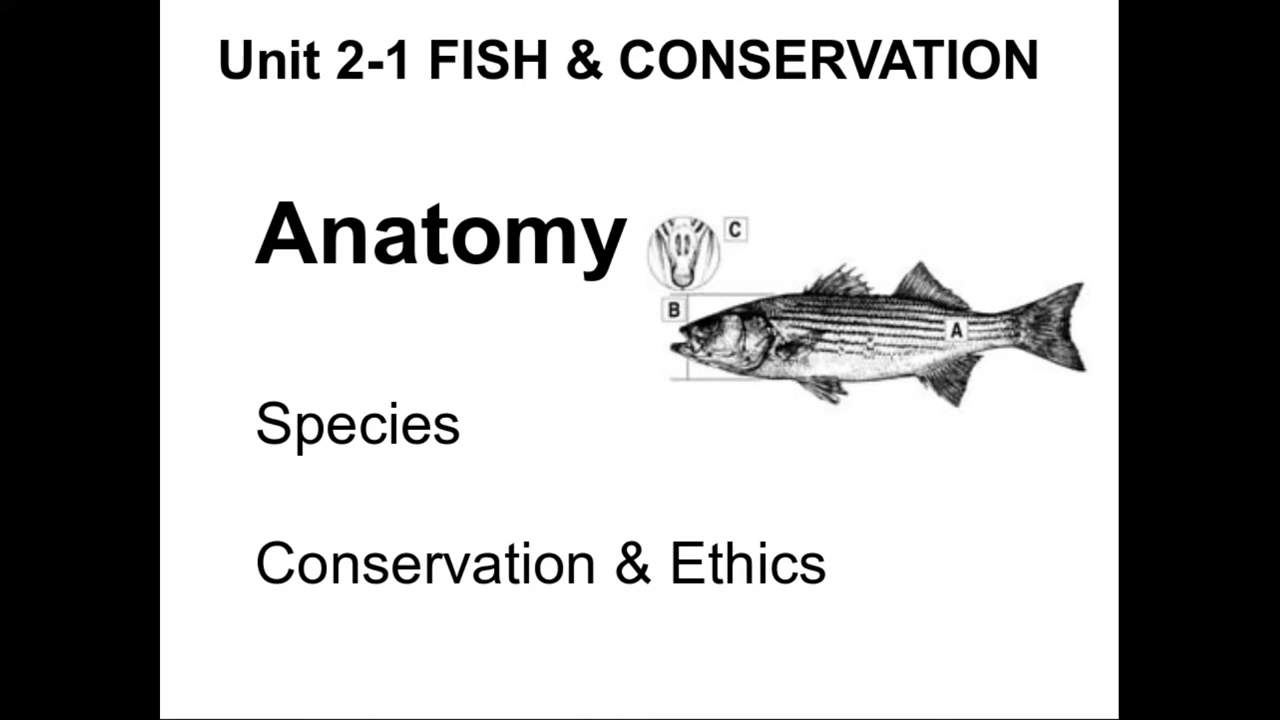 Unit 2-1 FISH & CONSERVATION
Anatomy
C
B
A
Species
Conservation & Ethics